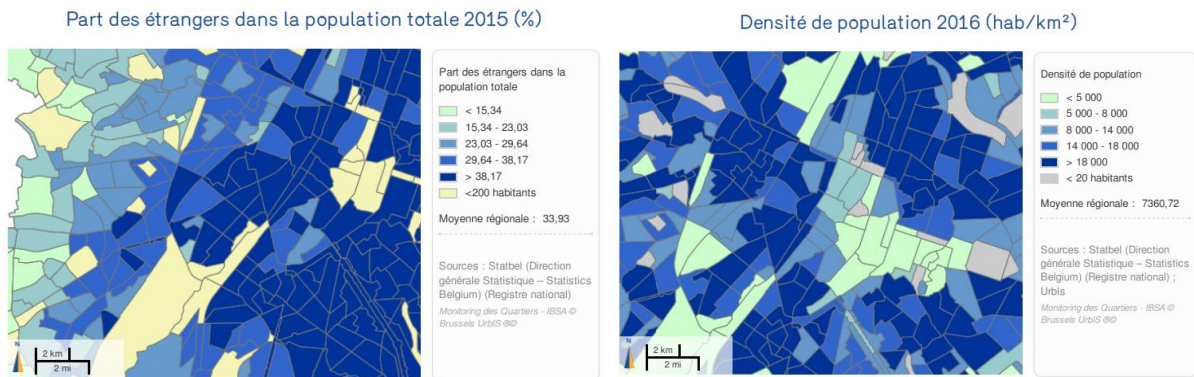 Part des étrangers dans la population totale 2015 (%)
Part des étrangers dans la
population totale
< 15,34
15,34 - 23,03
23,03 - 29,64
29,64 - 38,17
> 38,17
<200 habitants
Moyenne régionale : 33,93
Sources : Statbel (Direction
générale Statistique – Statistics
Belgium) (Registre national)
Monitoring des Quartiers - IBSA ©
Brussels UrbIS ®©
N
2 km
2 mi
Densité de population 2016 (hab/km²)
Densité de population
< 5 000
5 000 - 8 000
8 000 - 14 000
14 000 - 18 000
> 18 000
< 20 habitants
Moyenne régionale : 7360,72
Sources : Statbel (Direction
générale Statistique – Statistics
Belgium) (Registre national) ;
UrbIs
Monitoring des Quartiers - IBSA ©
Brussels UrbIS ®©
N
2 km
2 mi